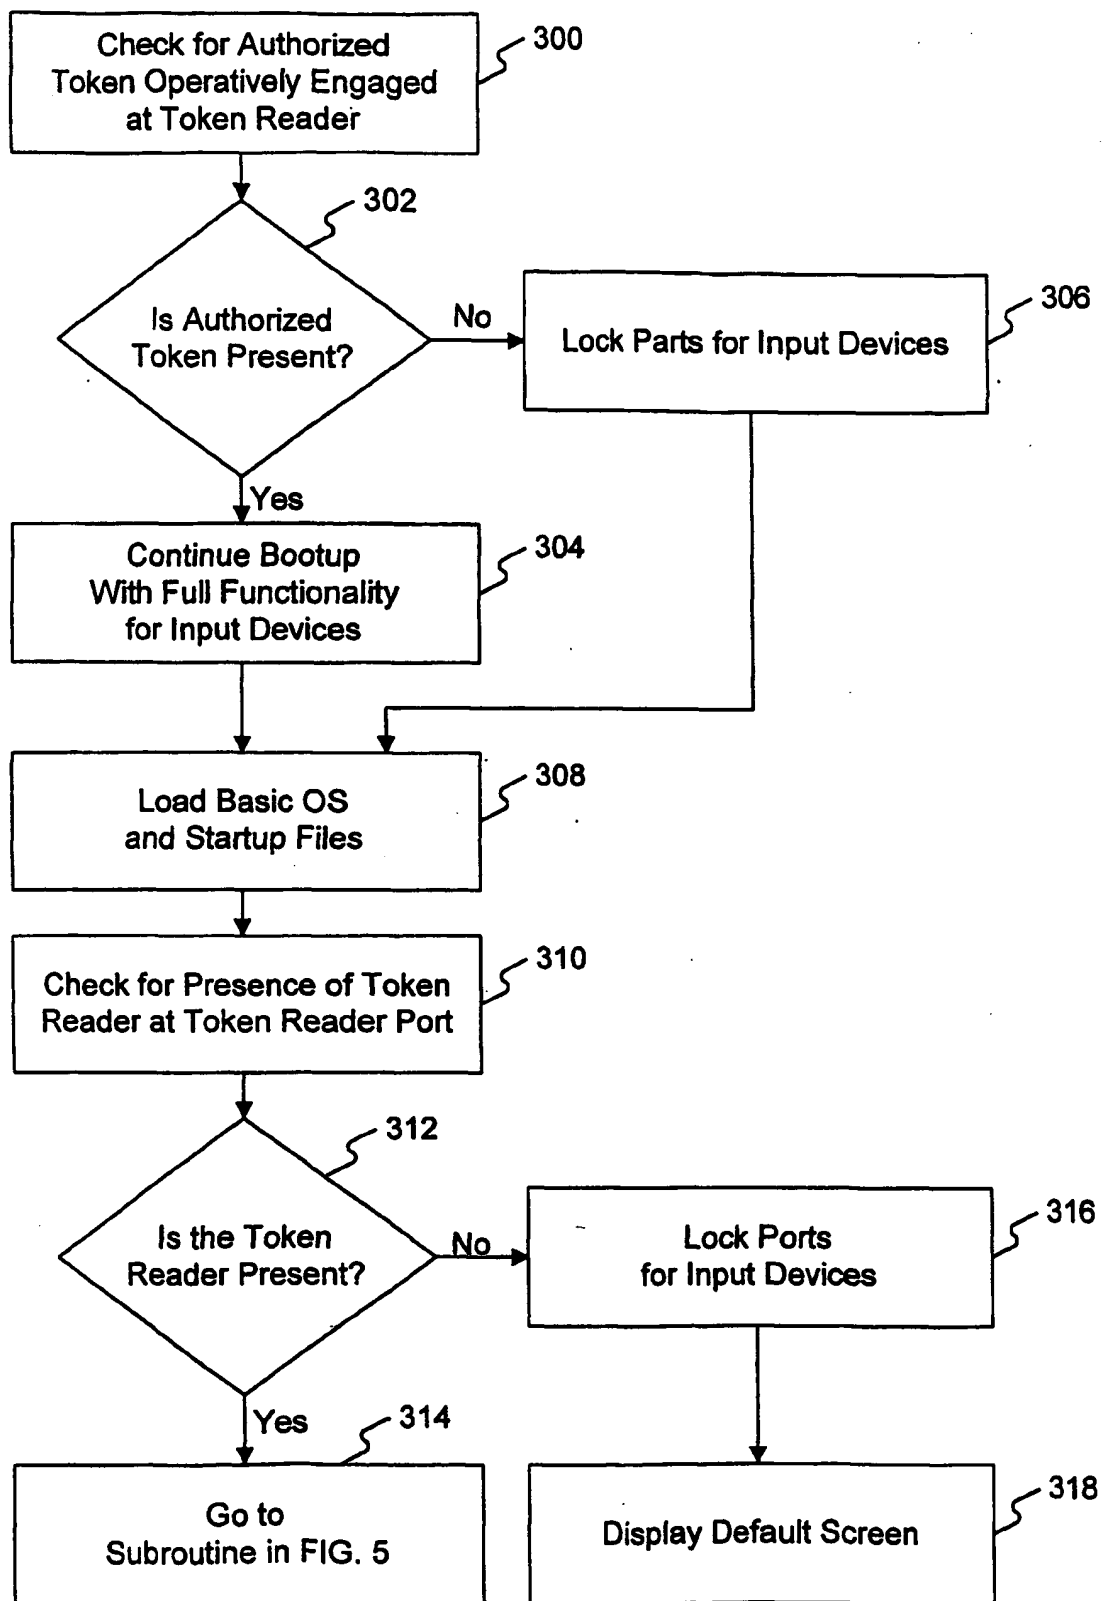 Check for Authorized
Token Operatively Engaged
at Token Reader
300
302
Is Authorized
Token Present?
No
Lock Parts for Input Devices
306
Yes
Continue Bootup
With Full Functionality
for Input Devices
304
Load Basic OS
and Startup Files
308
Check for Presence of Token
Reader at Token Reader Port
310
312
Is the Token
Reader Present?
No
Lock Ports
for Input Devices
316
Yes
314
Go to
Subroutine in FIG. 5
Display Default Screen
318